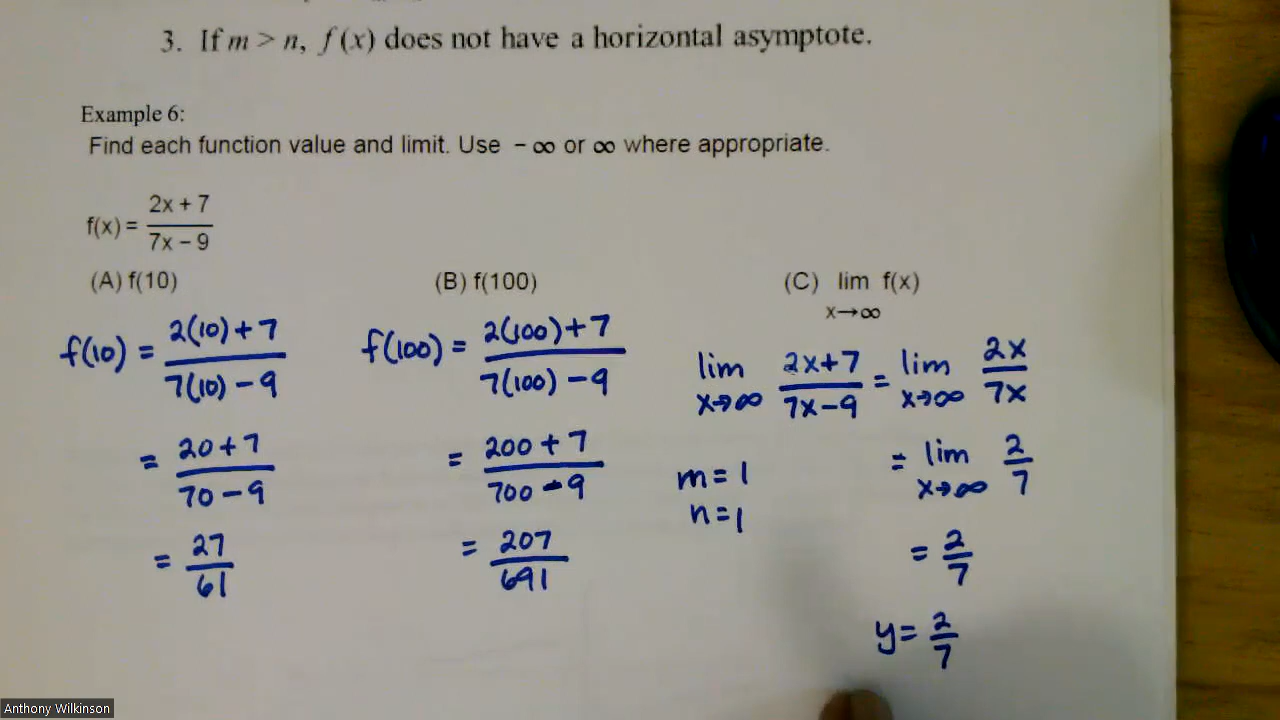 3. If m > n, f(x) does not have a horizontal asymptote.
Example 6:
Find each function value and limit. Use − ∞ or ∞ where appropriate.
f(x) = (2x + 7)/(7x − 9)
(A) f(10)
f(10) = (2(10) + 7)/(7(10) − 9)
= (20 + 7)/(70 − 9)
= 27/61
(B) f(100)
f(100) = (2(100) + 7)/(7(100) − 9)
= (200 + 7)/(700 − 9)
= 207/691
(C) lim f(x)
x→∞
lim x→∞ (2x+7)/(7x−9) = lim x→∞ 2x/7x
m = 1
n = 1
= lim x→∞ 2/7
= 2/7
y = 2/7
Anthony Wilkinson